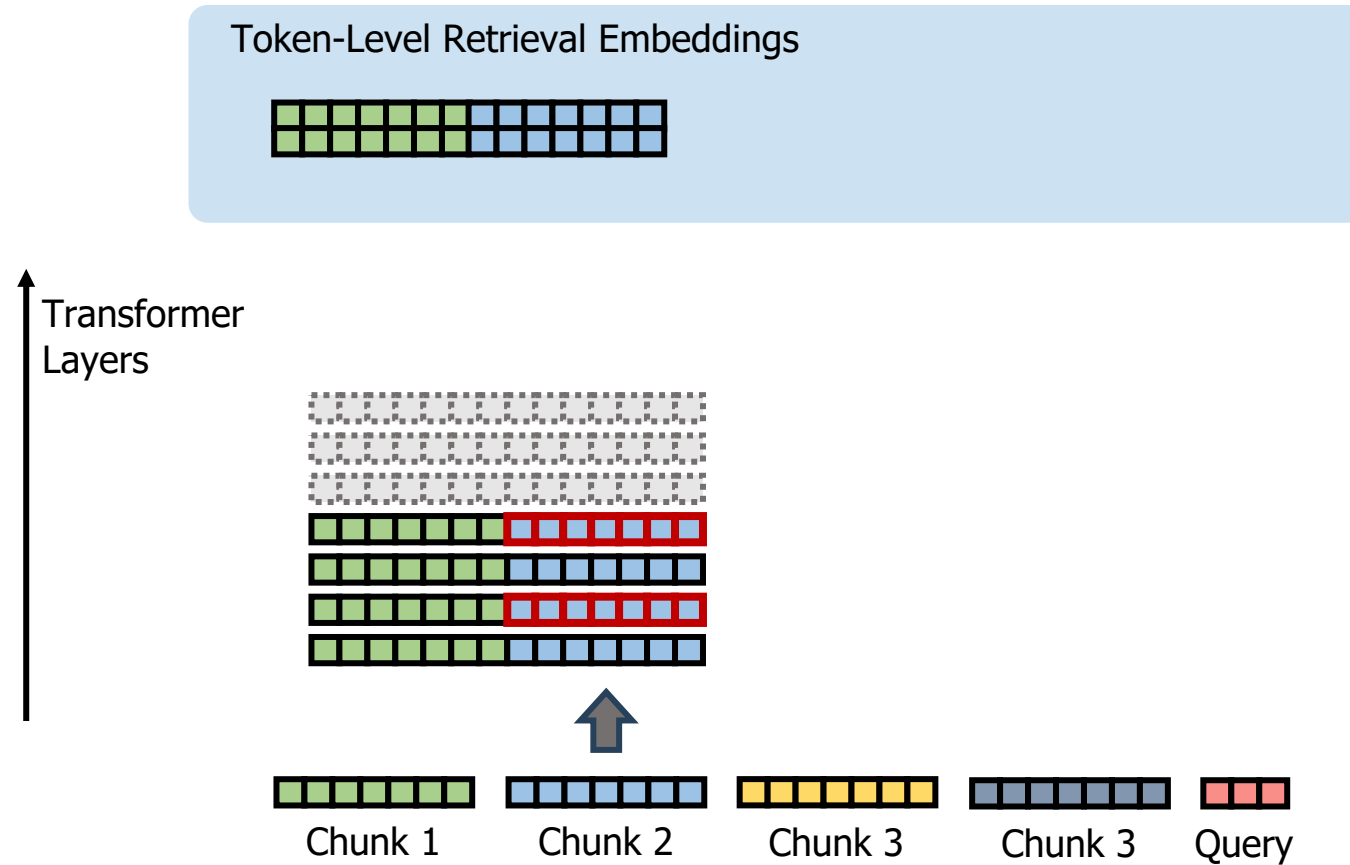 Token-Level Retrieval Embeddings
Transformer
Layers
Chunk 1
Chunk 2
Chunk 3
Chunk 3
Query